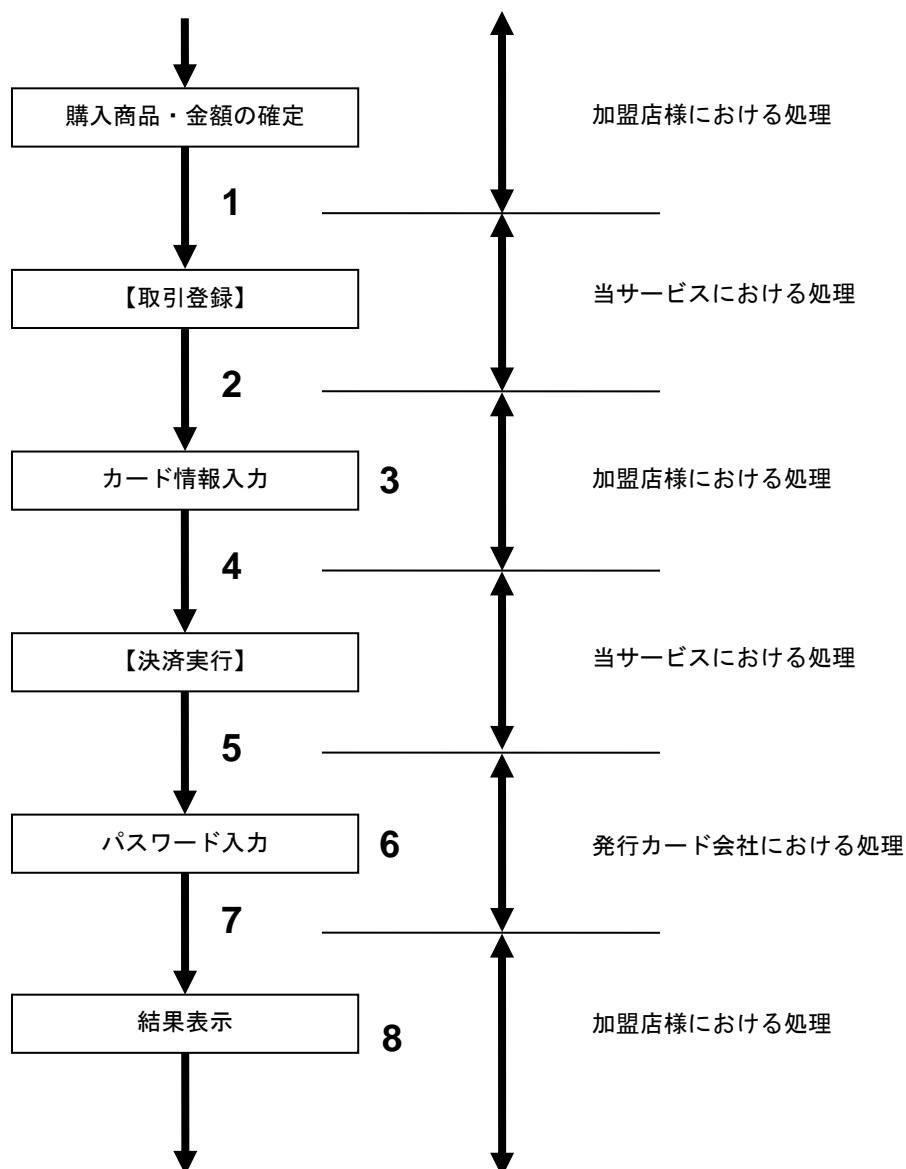 購入商品・金額の確定
加盟店様における処理
1
【取引登録】
当サービスにおける処理
2
カード情報入力
3
加盟店様における処理
4
【決済実行】
当サービスにおける処理
5
パスワード入力
6
発行カード会社における処理
7
結果表示
8
加盟店様における処理